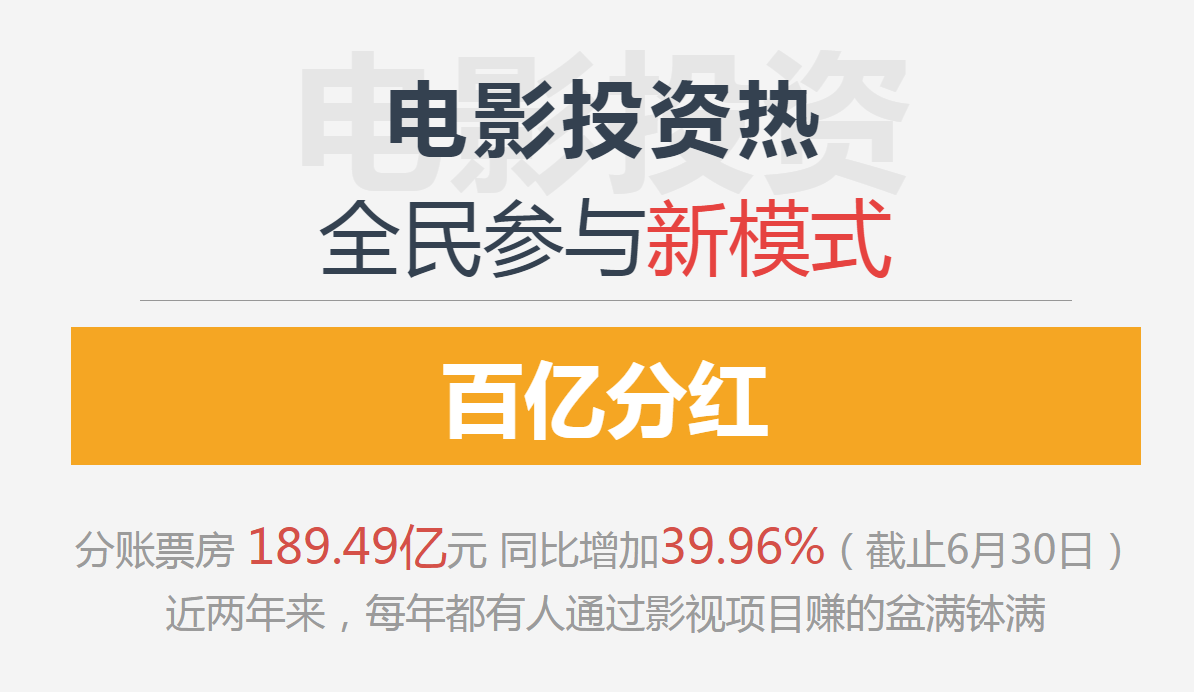 电影投资
电影投资热
全民参与新模式
百亿分红
分账票房 189.49亿元 同比增加39.96%（截止6月30日）
近两年来，每年都有人通过影视项目赚的盆满钵满